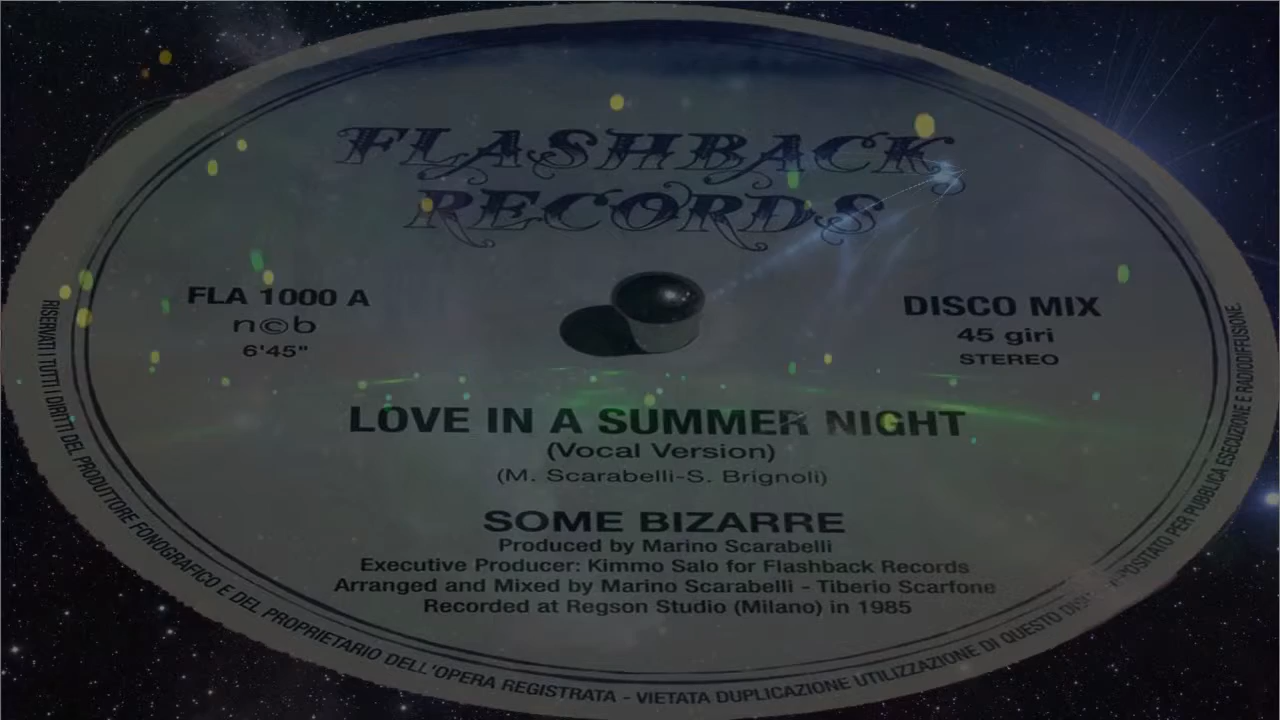 FLASHBACK
RECORDS
FLA 1000 A
n©b
6'45"
DISCO MIX
45 giri
STEREO
LOVE IN A SUMMER NIGHT
(Vocal Version)
(M. Scarabelli-S. Brignoli)
SOME BIZARRE
Produced by Marino Scarabelli
Executive Producer: Kimmo Salo for Flashback Records
Arranged and Mixed by Marino Scarabelli - Tiberio Scarfone
Recorded at Regson Studio (Milano) in 1985
RISERVATI I TUTTI I DIRITTI DEL PRODUTTORE FONOGRAFICO E DEL PROPRIETARIO DELL'OPERA REGISTRATA - VIETATA DUPLICAZIONE UTILIZZAZIONE DI QUESTO PER PUBBLICA ESECUZIONE E RADIODIFFUSIONE.